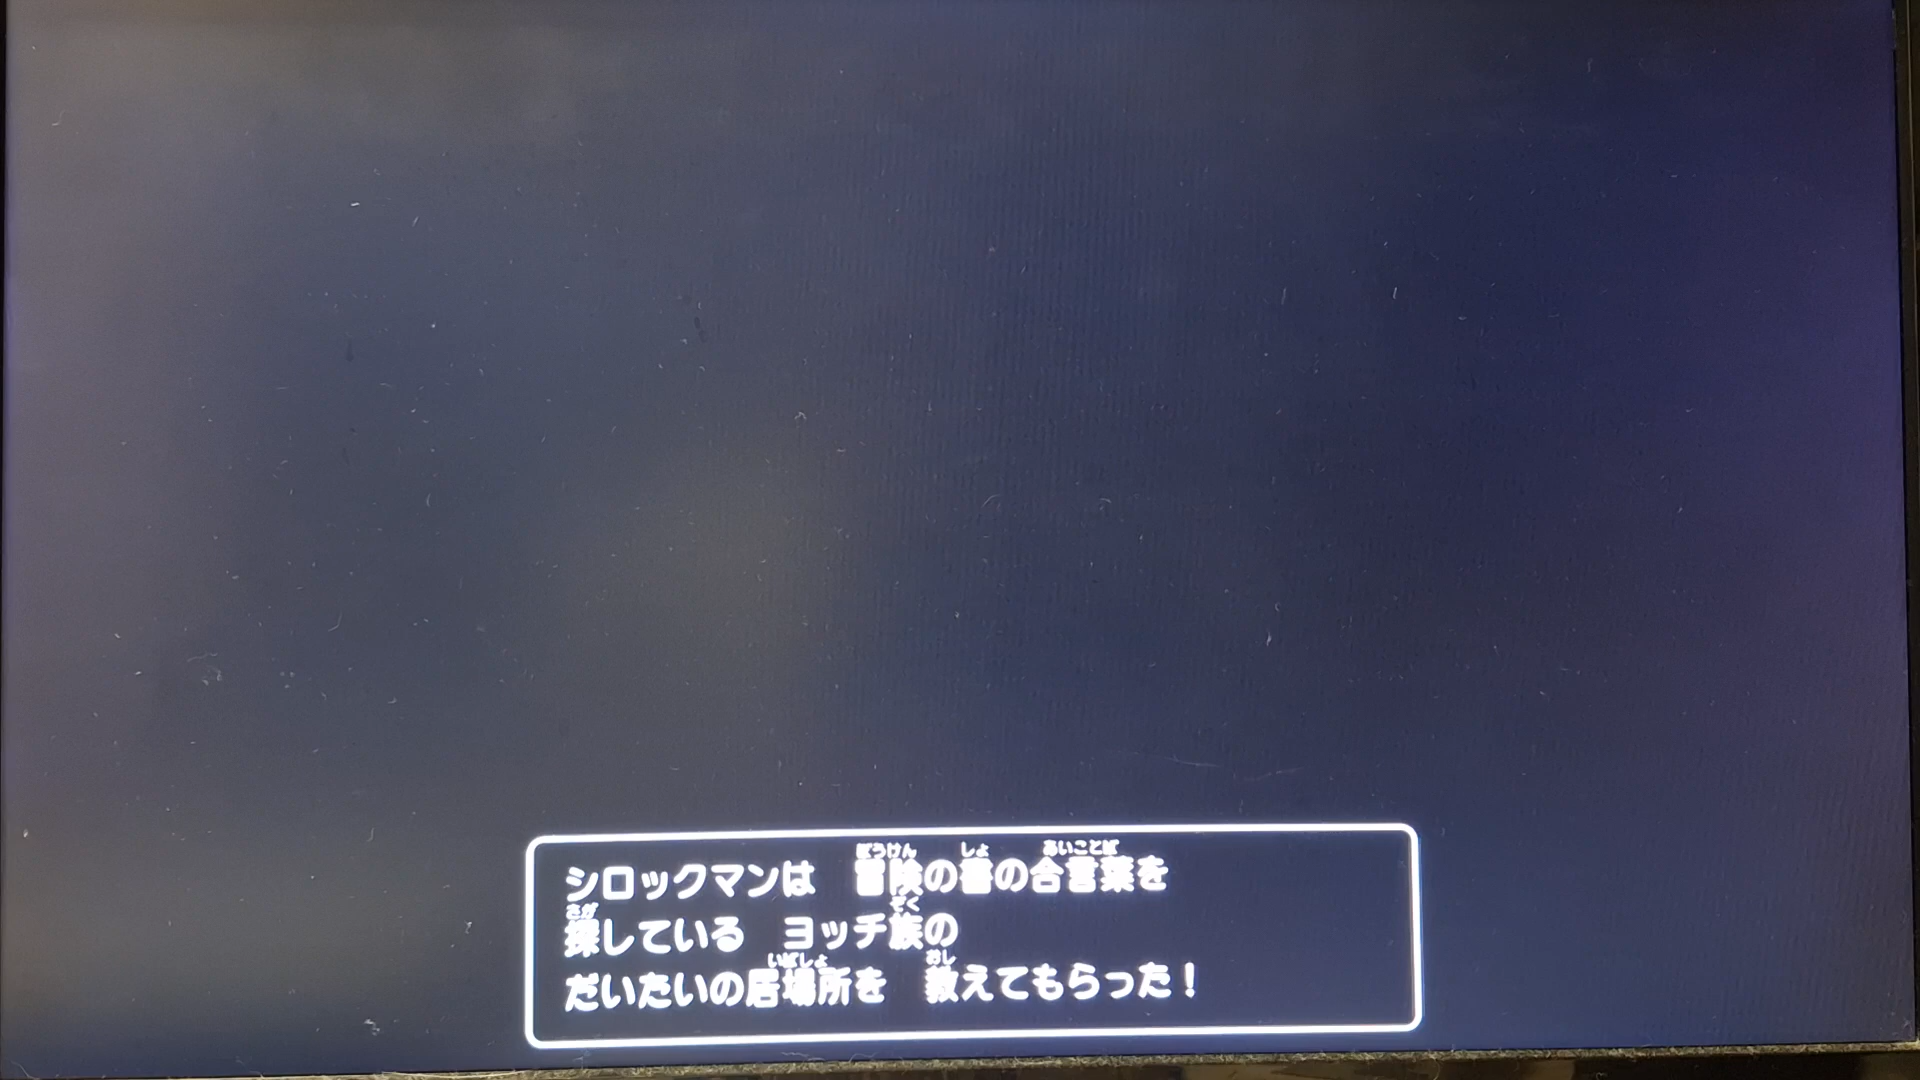 シロックマンは　冒険の書の合言葉を
探している　ヨッチ族の
だいたいの居場所を　教えてもらった！